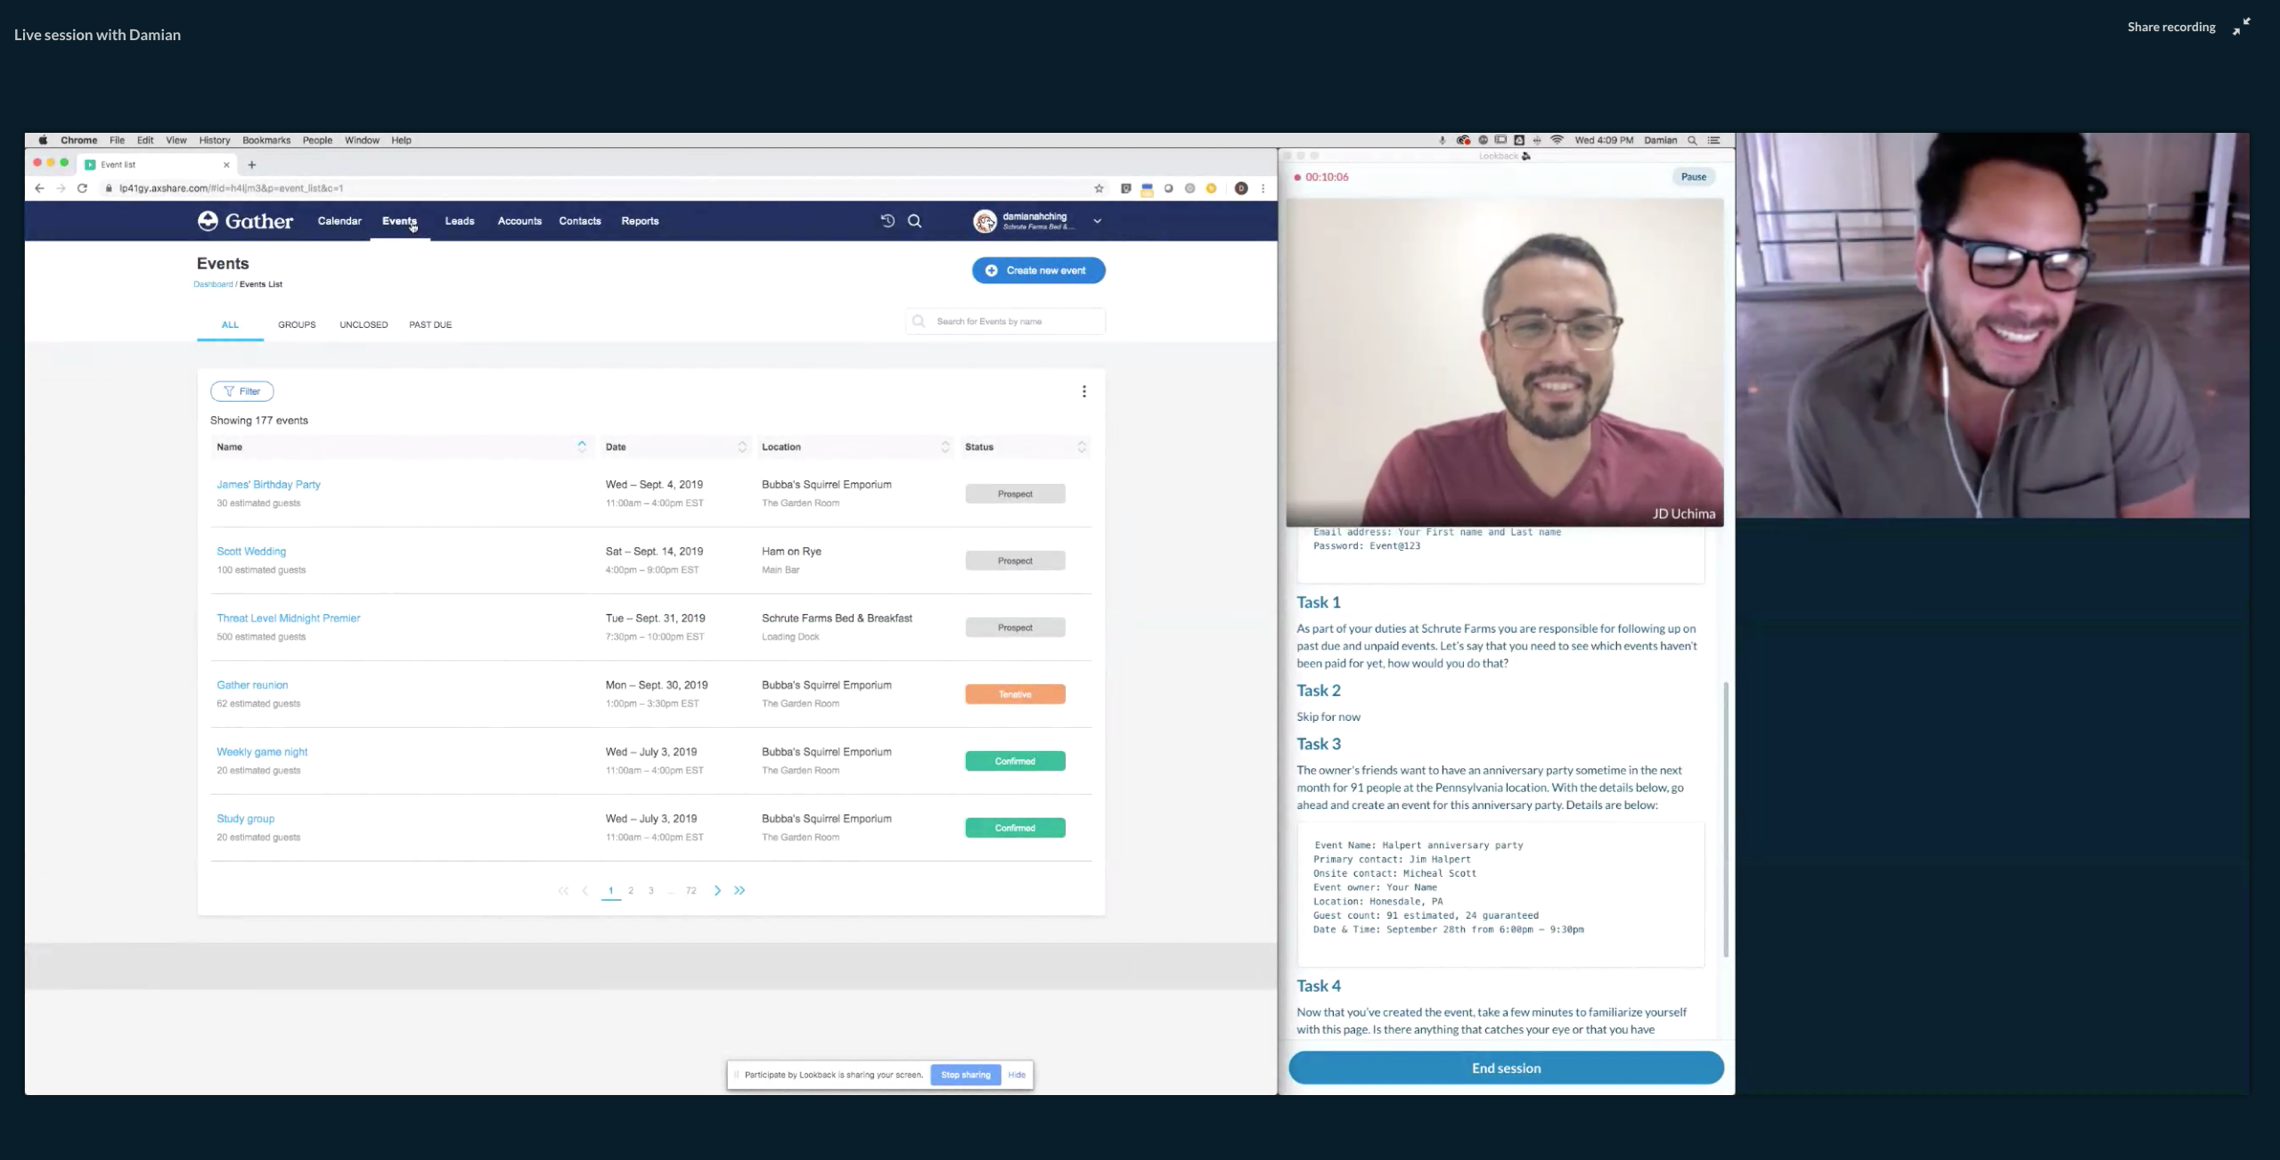 Live session with Damian
Share recording
Chrome File Edit View History Bookmarks People Window Help
Wed 4:09 PM Damian
Event list
lp41gy.axshare.com/#id=h4ljm3&p=event_list&c=1
D
Gather
Calendar Events Leads Accounts Contacts Reports
damianahching
Schrute Farms Bed &...
Events
Create new event
Dashboard / Events List
ALL GROUPS UNCLOSED PAST DUE
Search for Events by name
Filter
Showing 177 events
Name Date Location Status
James' Birthday Party Wed – Sept. 4, 2019 Bubba's Squirrel Emporium Prospect
30 estimated guests 11:00am – 4:00pm EST The Garden Room
Scott Wedding Sat – Sept. 14, 2019 Ham on Rye Prospect
100 estimated guests 4:00pm – 9:00pm EST Main Bar
Threat Level Midnight Premier Tue – Sept. 31, 2019 Schrute Farms Bed & Breakfast Prospect
500 estimated guests 7:30pm – 10:00pm EST Loading Dock
Gather reunion Mon – Sept. 30, 2019 Bubba's Squirrel Emporium Tenative
62 estimated guests 1:00pm – 3:30pm EST The Garden Room
Weekly game night Wed – July 3, 2019 Bubba's Squirrel Emporium Confirmed
20 estimated guests 11:00am – 4:00pm EST The Garden Room
Study group Wed – July 3, 2019 Bubba's Squirrel Emporium Confirmed
20 estimated guests 11:00am – 4:00pm EST The Garden Room
1 2 3 ... 72
Participate by Lookback is sharing your screen. Stop sharing Hide
Lookback
00:10:06
Pause
JD Uchima
Email address: Your First name and Last name
Password: Event@123
Task 1
As part of your duties at Schrute Farms you are responsible for following up on
past due and unpaid events. Let's say that you need to see which events haven't
been paid for yet, how would you do that?
Task 2
Skip for now
Task 3
The owner's friends want to have an anniversary party sometime in the next
month for 91 people at the Pennsylvania location. With the details below, go
ahead and create an event for this anniversary party. Details are below:
Event Name: Halpert anniversary party
Primary contact: Jim Halpert
Onsite contact: Micheal Scott
Event owner: Your Name
Location: Honesdale, PA
Guest count: 91 estimated, 24 guaranteed
Date & Time: September 28th from 6:00pm – 9:30pm
Task 4
Now that you've created the event, take a few minutes to familiarize yourself
with this page. Is there anything that catches your eye or that you have
End session